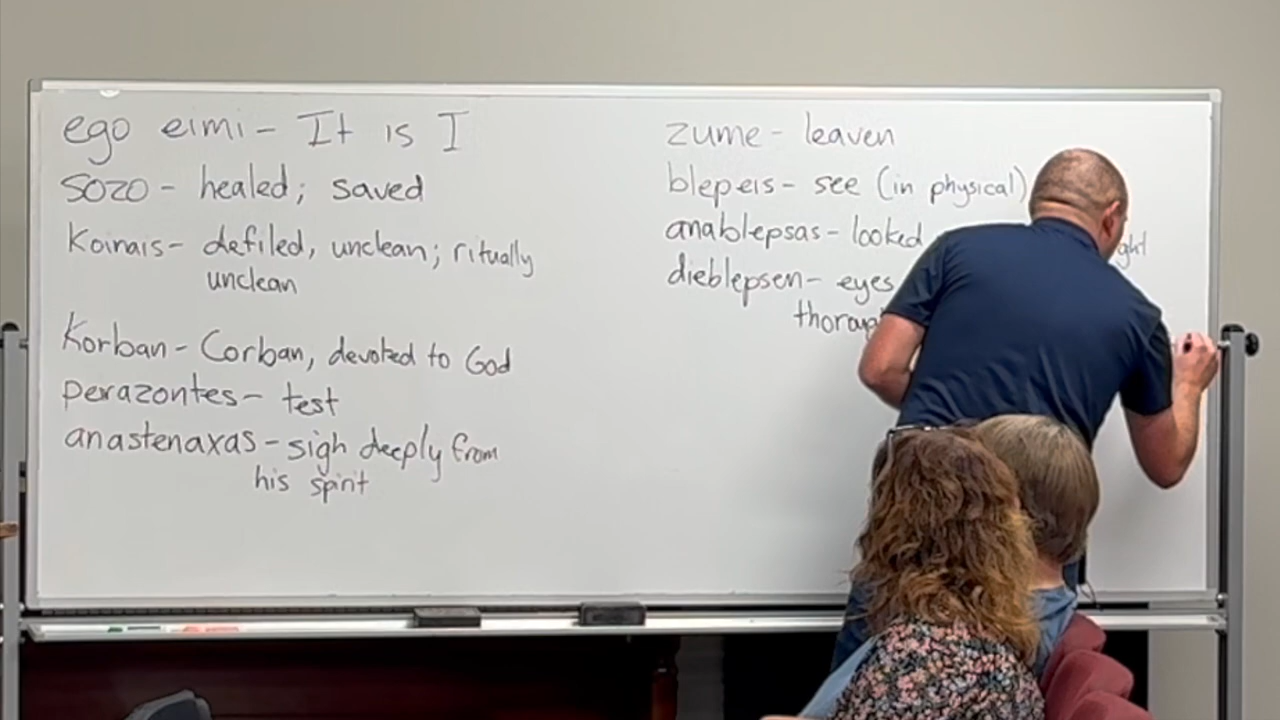 ego eimi - It is I
sozo - healed; saved
Koinais - defiled, unclean; ritually
unclean
Korban - Corban, devoted to God
perazontes - test
anastenaxas - sigh deeply from
his spirit
zume - leaven
blepeis - see (in physical)
anablepsas - looked
dieblepsen - eyes